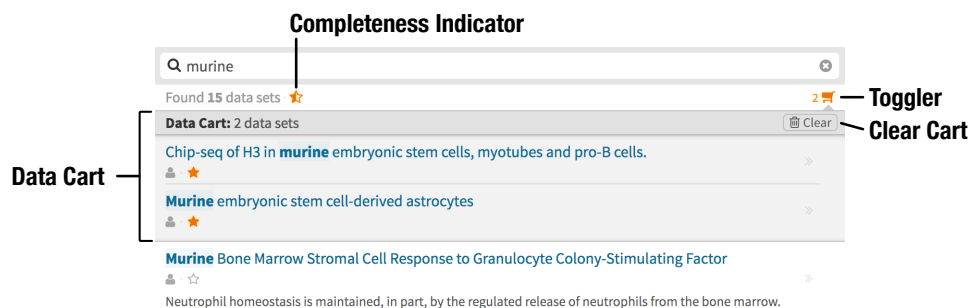 Completeness Indicator
murine
Found 15 data sets
2
Toggler
Data Cart: 2 data sets
Clear
Clear Cart
Chip-seq of H3 in murine embryonic stem cells, myotubes and pro-B cells.
Data Cart
Murine embryonic stem cell-derived astrocytes
Murine Bone Marrow Stromal Cell Response to Granulocyte Colony-Stimulating Factor
Neutrophil homeostasis is maintained, in part, by the regulated release of neutrophils from the bone marrow.